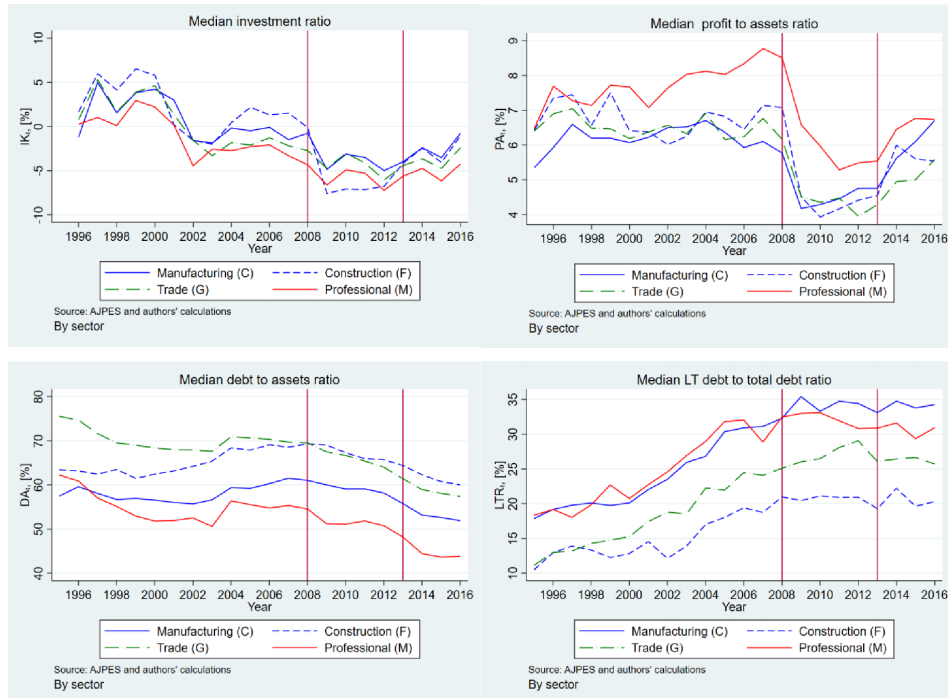 Median investment ratio
IKₜ, [%]
10
5
0
-5
-10
1996 1998 2000 2002 2004 2006 2008 2010 2012 2014 2016
Year
Manufacturing (C) Construction (F)
Trade (G) Professional (M)
Source: AJPES and authors' calculations
By sector
Median profit to assets ratio
PAₜ, [%]
9
8
7
6
5
4
1996 1998 2000 2002 2004 2006 2008 2010 2012 2014 2016
Year
Manufacturing (C) Construction (F)
Trade (G) Professional (M)
Source: AJPES and authors' calculations
By sector
Median debt to assets ratio
DAₜ, [%]
80
70
60
50
40
1996 1998 2000 2002 2004 2006 2008 2010 2012 2014 2016
Year
Manufacturing (C) Construction (F)
Trade (G) Professional (M)
Source: AJPES and authors' calculations
By sector
Median LT debt to total debt ratio
LTRₜ, [%]
35
30
25
20
15
10
1996 1998 2000 2002 2004 2006 2008 2010 2012 2014 2016
Year
Manufacturing (C) Construction (F)
Trade (G) Professional (M)
Source: AJPES and authors' calculations
By sector